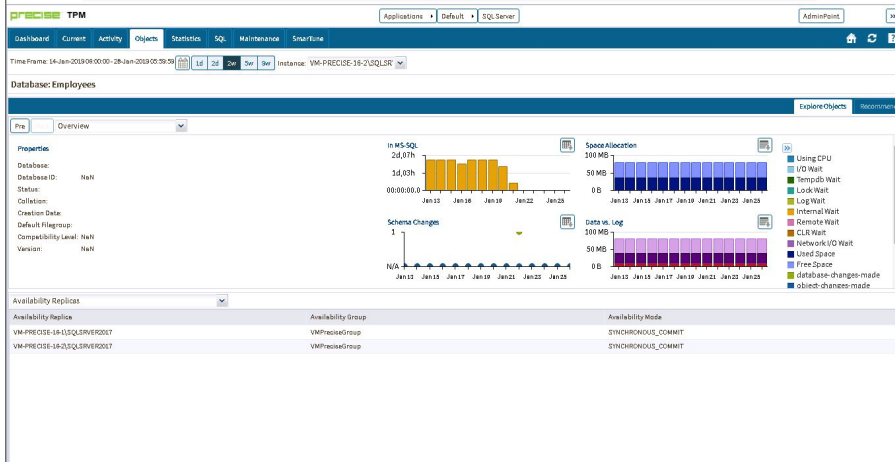 precise TPM
Applications ▸ Default ▸ SQL Server
AdminPoint »
Dashboard Current Activity Objects Statistics SQL Maintenance SmarTune
Time Frame: 14-Jan-2019 06:00:00 - 28-Jan-2019 05:59:59 1d 2d 2w 5w 9w Instance: VM-PRECISE-16-2\SQLSR
Database: Employees
Explore Objects Recommen
Pre Overview
Properties
Database:
Database ID: NaN
Status:
Collation:
Creation Date:
Default Filegroup:
Compatibility Level: NaN
Version: NaN
In MS-SQL
2d,07h
1d,03h
00:00:00.0
Jan 13 Jan 16 Jan 19 Jan 22 Jan 25
Space Allocation
100 MB
50 MB
0 B
Jan 13 Jan 15 Jan 17 Jan 19 Jan 21 Jan 23 Jan 25
Schema Changes
1
N/A
Jan 13 Jan 15 Jan 17 Jan 19 Jan 21 Jan 23 Jan 25
Data vs. Log
100 MB
50 MB
0 B
Jan 13 Jan 15 Jan 17 Jan 19 Jan 21 Jan 23 Jan 25
»
Using CPU
I/O Wait
Tempdb Wait
Lock Wait
Log Wait
Internal Wait
Remote Wait
CLR Wait
Network I/O Wait
Used Space
Free Space
database-changes-made
object-changes-made
Availability Replicas
Availability Replica Availability Group Availability Mode
VM-PRECISE-16-1\SQLSRVER2017 VMPreciseGroup SYNCHRONOUS_COMMIT
VM-PRECISE-16-2\SQLSRVER2017 VMPreciseGroup SYNCHRONOUS_COMMIT